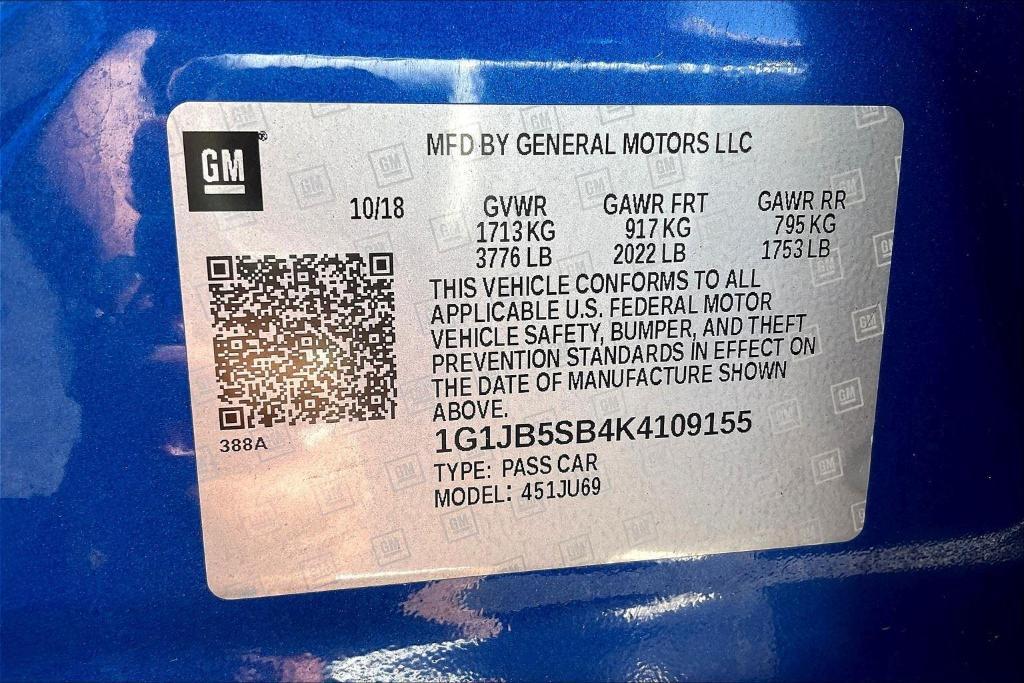 GM®
MFD BY GENERAL MOTORS LLC
10/18 GVWR GAWR FRT GAWR RR
1713 KG 917 KG 795 KG
3776 LB 2022 LB 1753 LB
THIS VEHICLE CONFORMS TO ALL
APPLICABLE U.S. FEDERAL MOTOR
VEHICLE SAFETY, BUMPER, AND THEFT
PREVENTION STANDARDS IN EFFECT ON
THE DATE OF MANUFACTURE SHOWN
ABOVE.
388A
1G1JB5SB4K4109155
TYPE: PASS CAR
MODEL: 451JU69